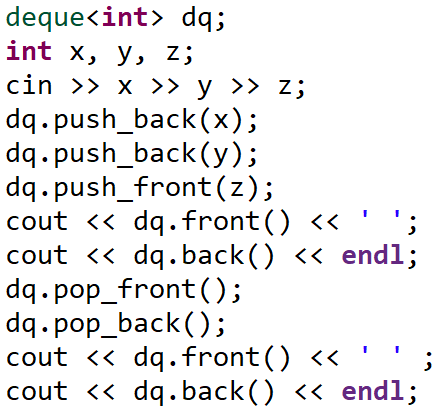 deque<int> dq;
int x, y, z;
cin >> x >> y >> z;
dq.push_back(x);
dq.push_back(y);
dq.push_front(z);
cout << dq.front() << ' ';
cout << dq.back() << endl;
dq.pop_front();
dq.pop_back();
cout << dq.front() << ' ' ;
cout << dq.back() << endl;